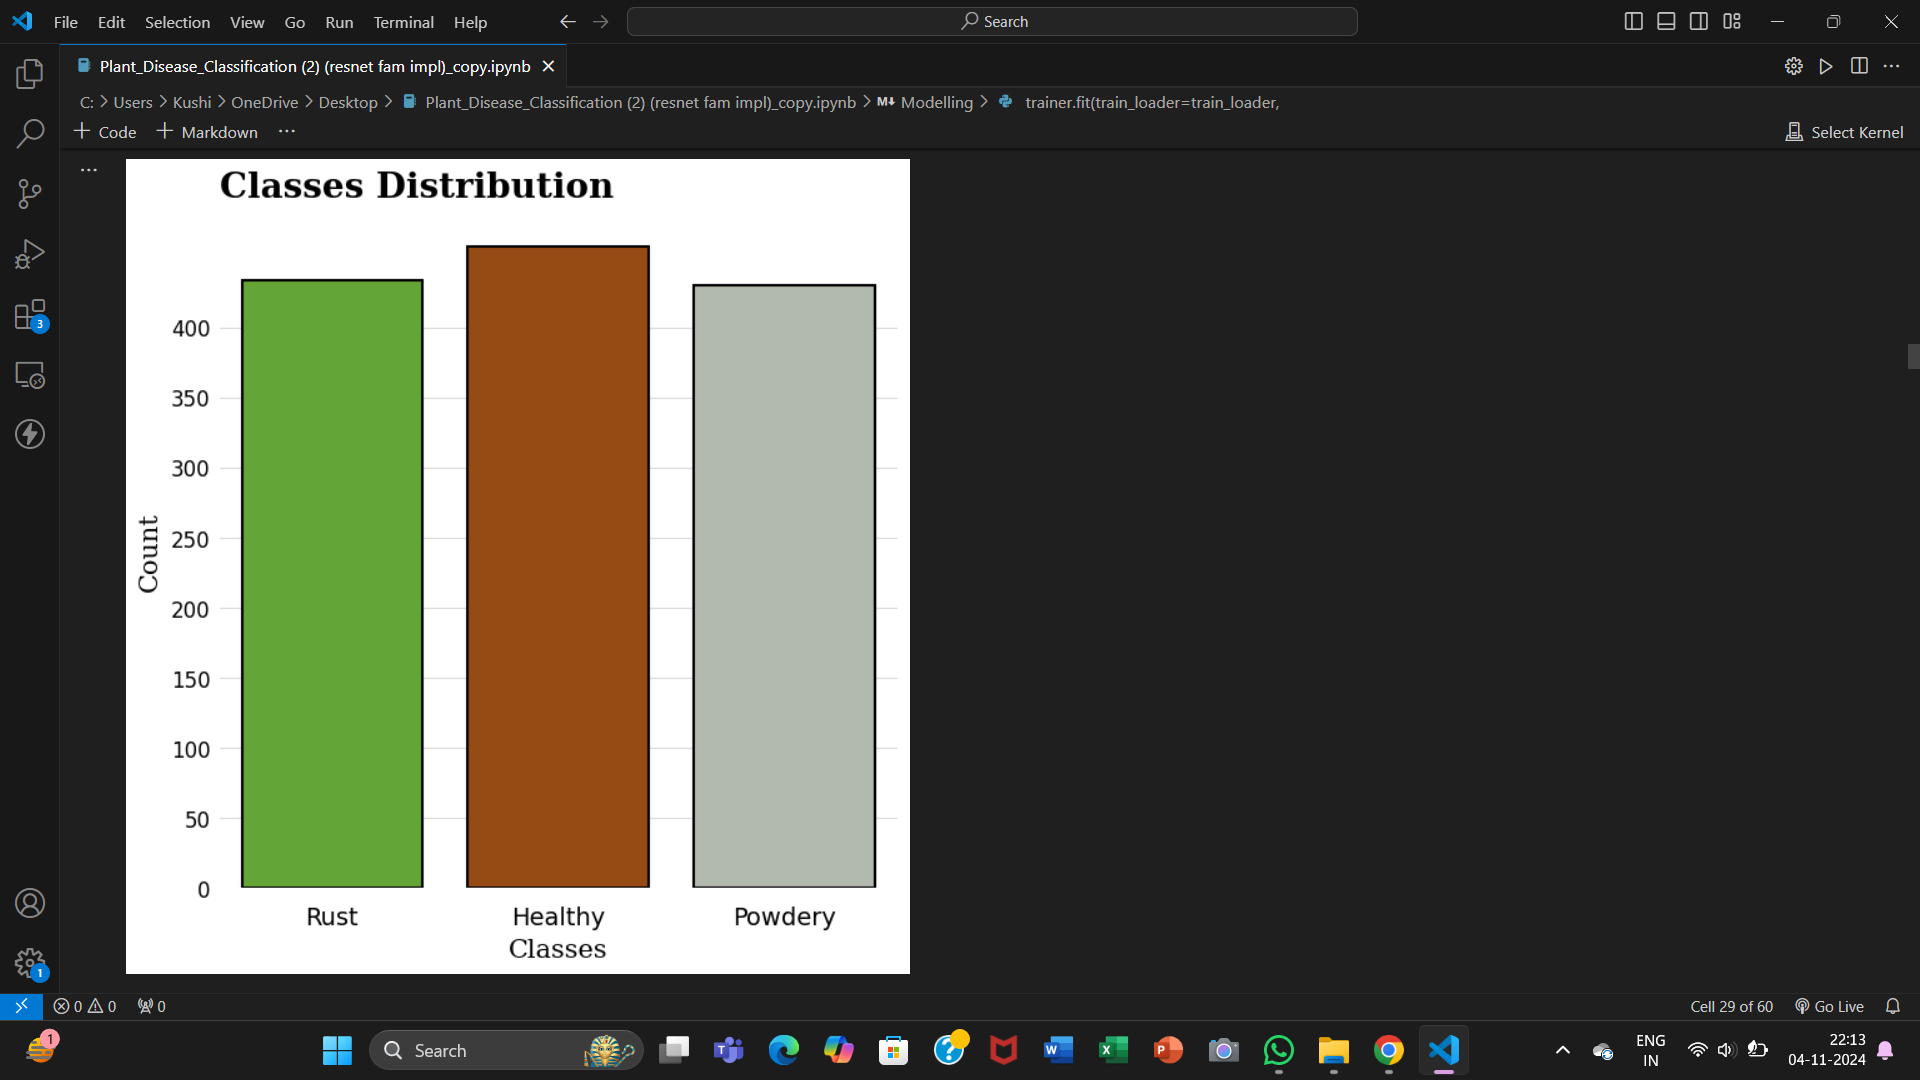 File Edit Selection View Go Run Terminal Help
Search
Plant_Disease_Classification (2) (resnet fam impl)_copy.ipynb
C: > Users > Kushi > OneDrive > Desktop > Plant_Disease_Classification (2) (resnet fam impl)_copy.ipynb > M↓ Modelling > trainer.fit(train_loader=train_loader,
+ Code + Markdown ...
Select Kernel
Classes Distribution
400
350
300
250
200
150
100
50
0
Count
Rust Healthy Powdery
Classes
3
1
0 0 0
Cell 29 of 60 Go Live
1
Search
ENG
IN
22:13
04-11-2024